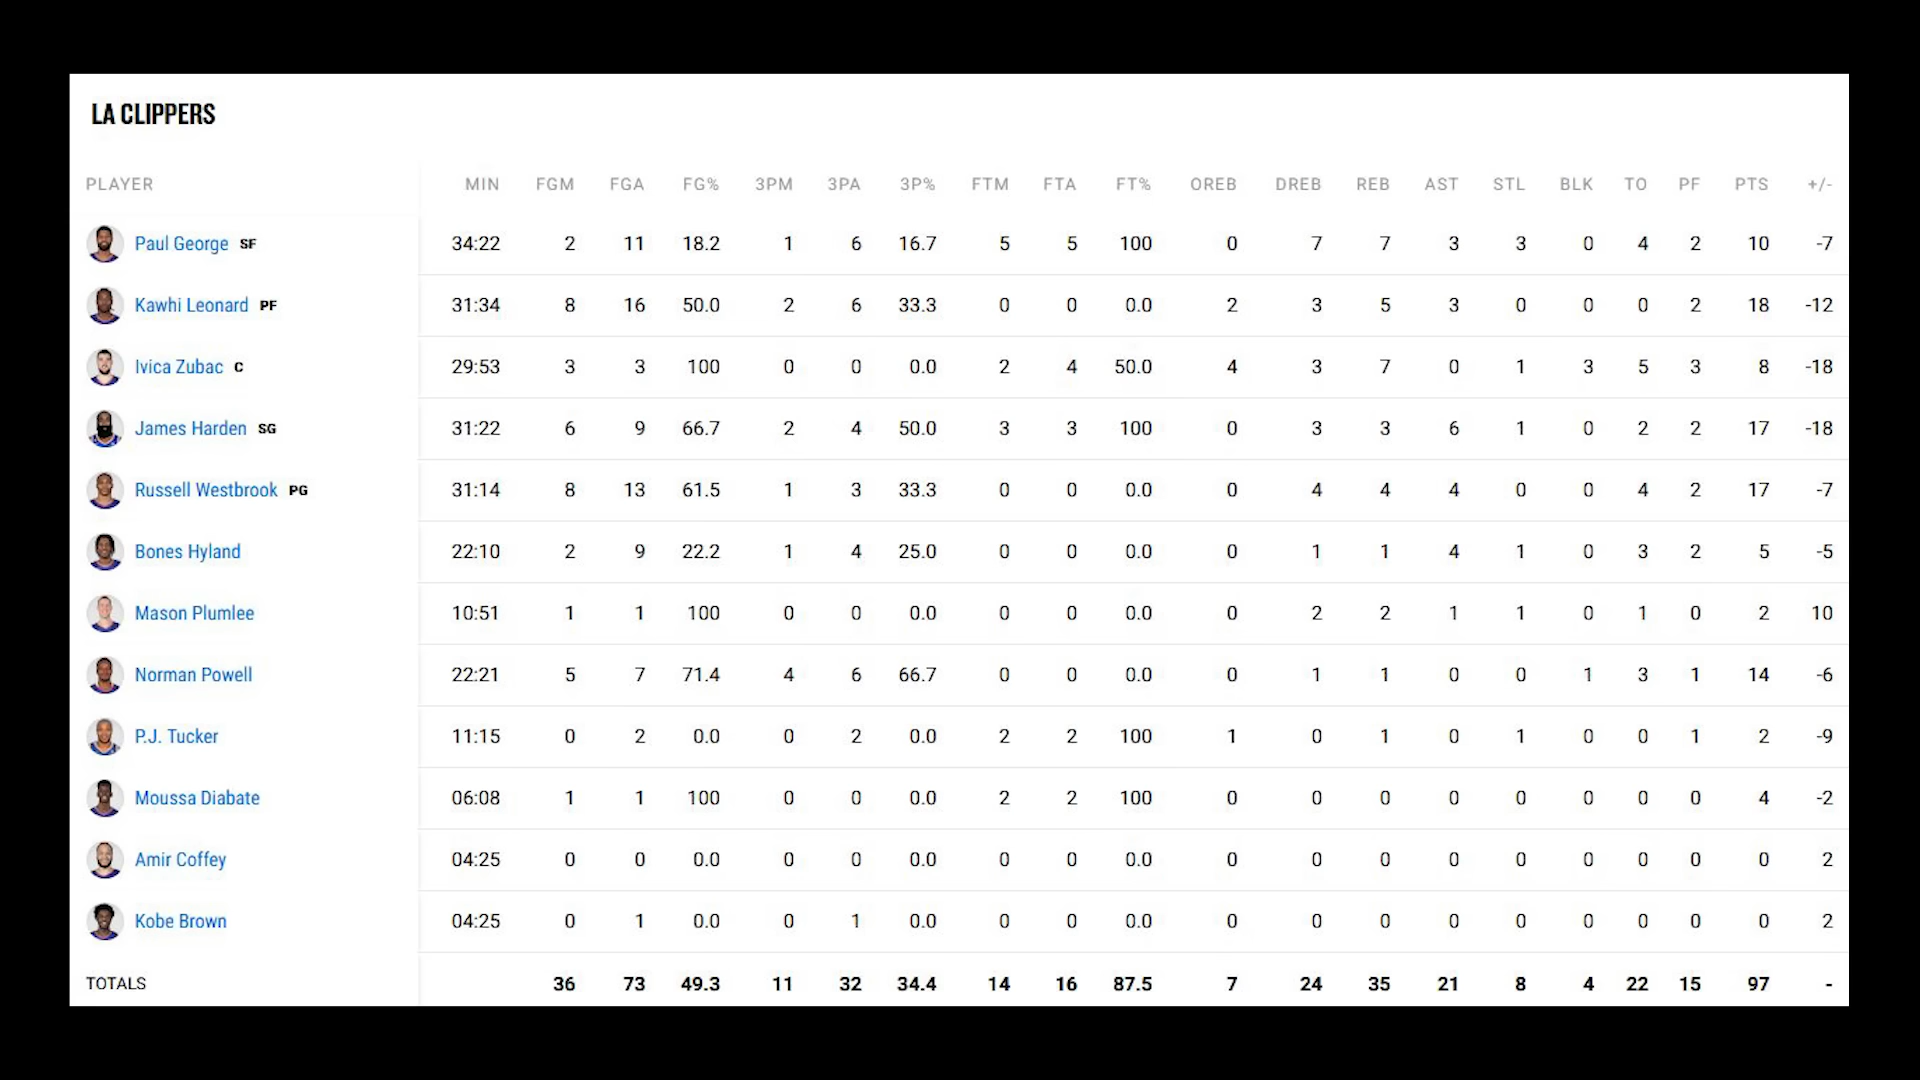 LA CLIPPERS
PLAYER MIN FGM FGA FG% 3PM 3PA 3P% FTM FTA FT% OREB DREB REB AST STL BLK TO PF PTS +/-
Paul George SF 34:22 2 11 18.2 1 6 16.7 5 5 100 0 7 7 3 3 0 4 2 10 -7
Kawhi Leonard PF 31:34 8 16 50.0 2 6 33.3 0 0 0.0 2 3 5 3 0 0 0 2 18 -12
Ivica Zubac C 29:53 3 3 100 0 0 0.0 2 4 50.0 4 3 7 0 1 3 5 3 8 -18
James Harden SG 31:22 6 9 66.7 2 4 50.0 3 3 100 0 3 3 6 1 0 2 2 17 -18
Russell Westbrook PG 31:14 8 13 61.5 1 3 33.3 0 0 0.0 0 4 4 4 0 0 4 2 17 -7
Bones Hyland 22:10 2 9 22.2 1 4 25.0 0 0 0.0 0 1 1 4 1 0 3 2 5 -5
Mason Plumlee 10:51 1 1 100 0 0 0.0 0 0 0.0 0 2 2 1 1 0 1 0 2 10
Norman Powell 22:21 5 7 71.4 4 6 66.7 0 0 0.0 0 1 1 0 0 1 3 1 14 -6
P.J. Tucker 11:15 0 2 0.0 0 2 0.0 2 2 100 1 0 1 0 1 0 0 1 2 -9
Moussa Diabate 06:08 1 1 100 0 0 0.0 2 2 100 0 0 0 0 0 0 0 0 4 -2
Amir Coffey 04:25 0 0 0.0 0 0 0.0 0 0 0.0 0 0 0 0 0 0 0 0 0 2
Kobe Brown 04:25 0 1 0.0 0 1 0.0 0 0 0.0 0 0 0 0 0 0 0 0 0 2
TOTALS 36 73 49.3 11 32 34.4 14 16 87.5 7 24 35 21 8 4 22 15 97 -